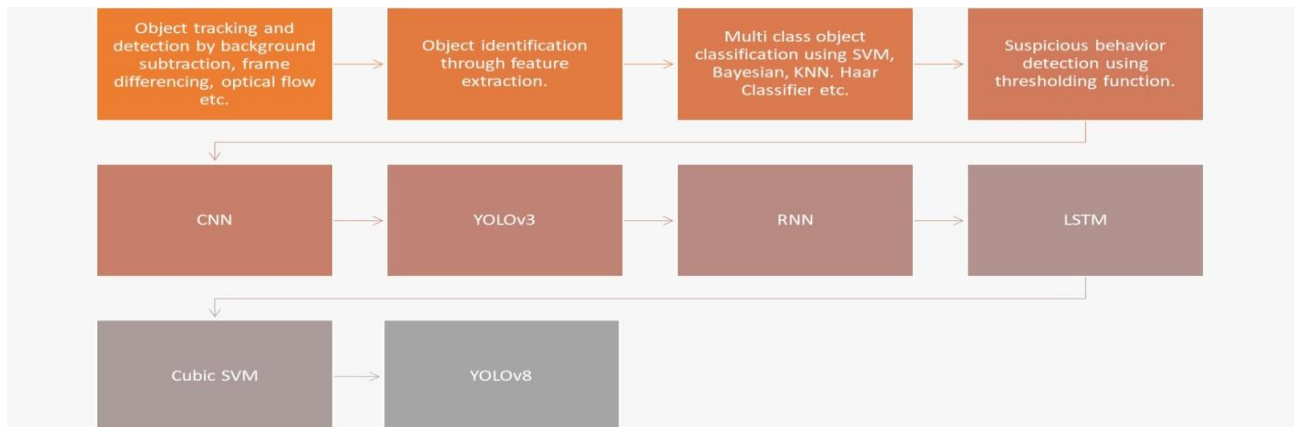 Object tracking and
detection by background
subtraction, frame
differencing, optical flow
etc.
Object identification
through feature
extraction.
Multi class object
classification using SVM,
Bayesian, KNN. Haar
Classifier etc.
Suspicious behavior
detection using
thresholding function.
CNN
YOLOv3
RNN
LSTM
Cubic SVM
YOLOv8